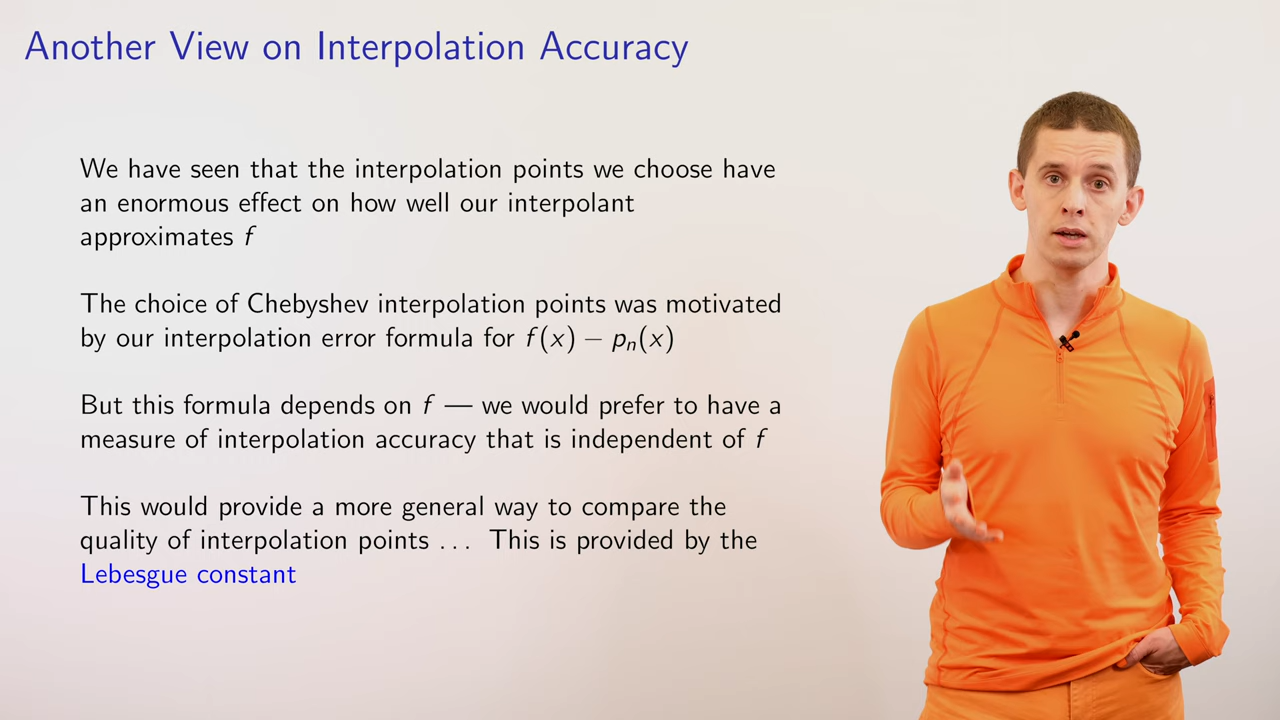 Another View on Interpolation Accuracy
We have seen that the interpolation points we choose have
an enormous effect on how well our interpolant
approximates f
The choice of Chebyshev interpolation points was motivated
by our interpolation error formula for f(x) − pₙ(x)
But this formula depends on f — we would prefer to have a
measure of interpolation accuracy that is independent of f
This would provide a more general way to compare the
quality of interpolation points ... This is provided by the
Lebesgue constant